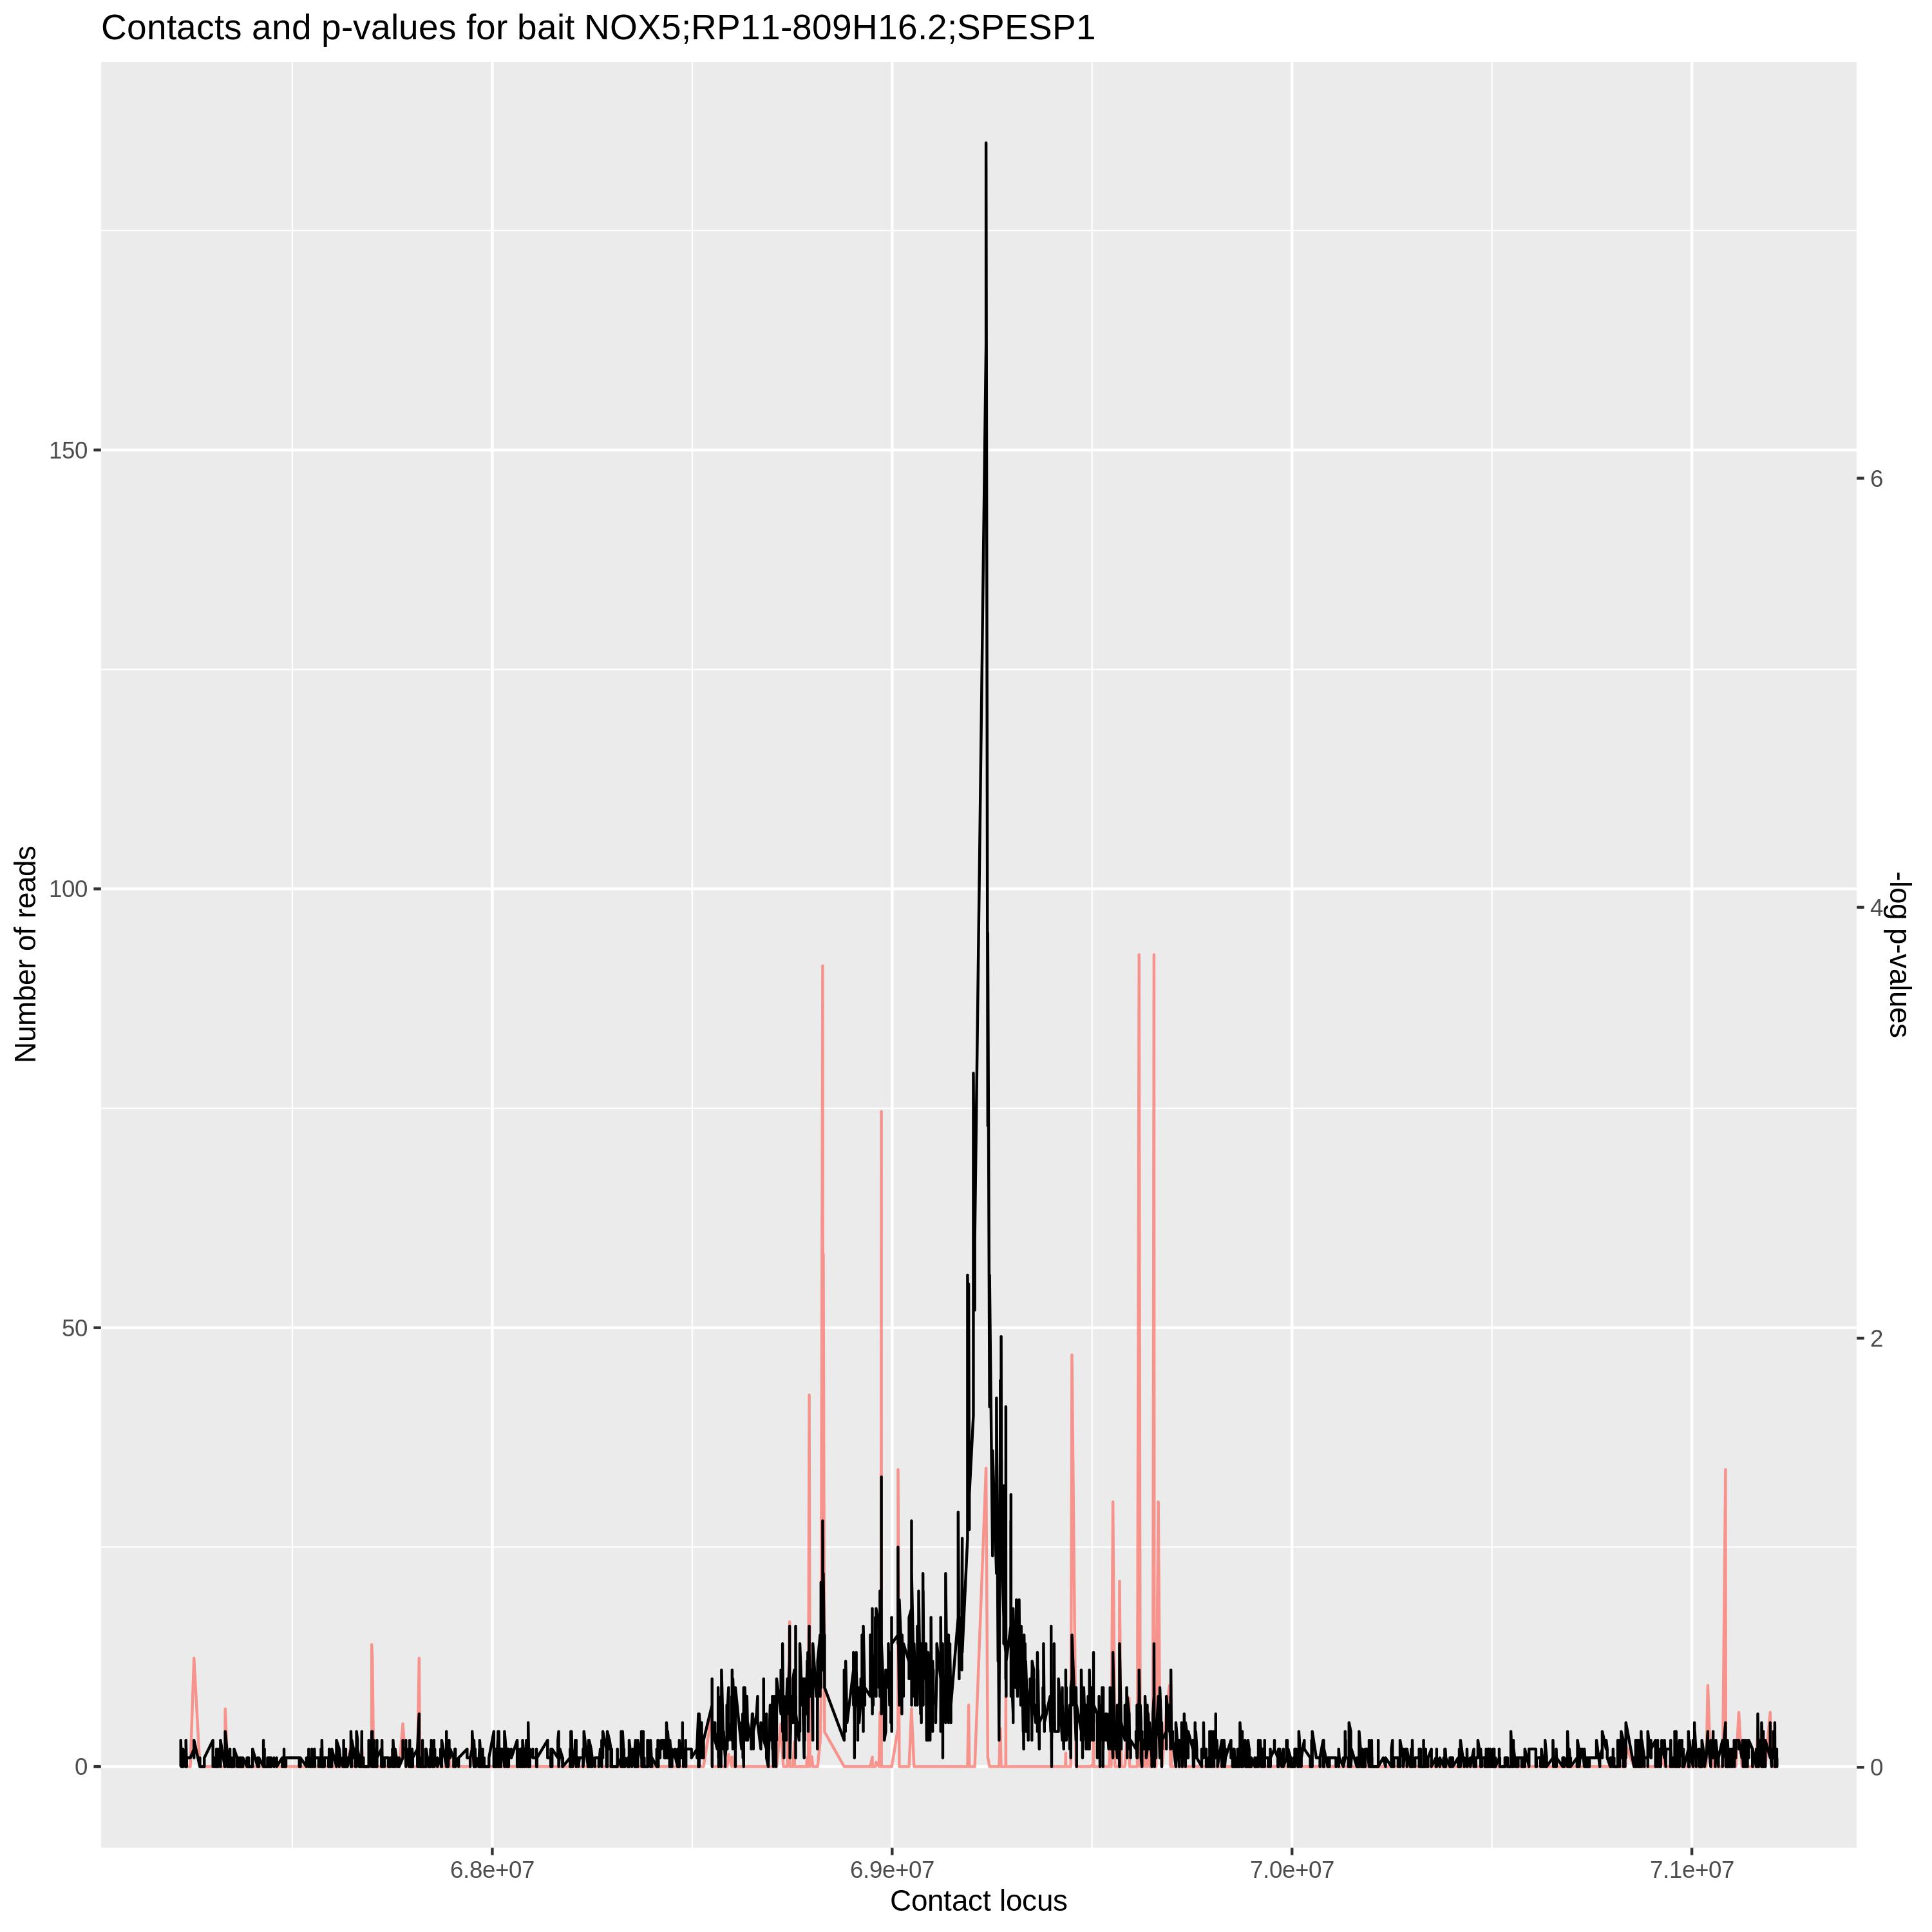 Contacts and p-values for bait NOX5;RP11-809H16.2;SPESP1
150
100
50
0
Number of reads
6
4
2
0
-log p-values
6.8e+07
6.9e+07
7.0e+07
7.1e+07
Contact locus